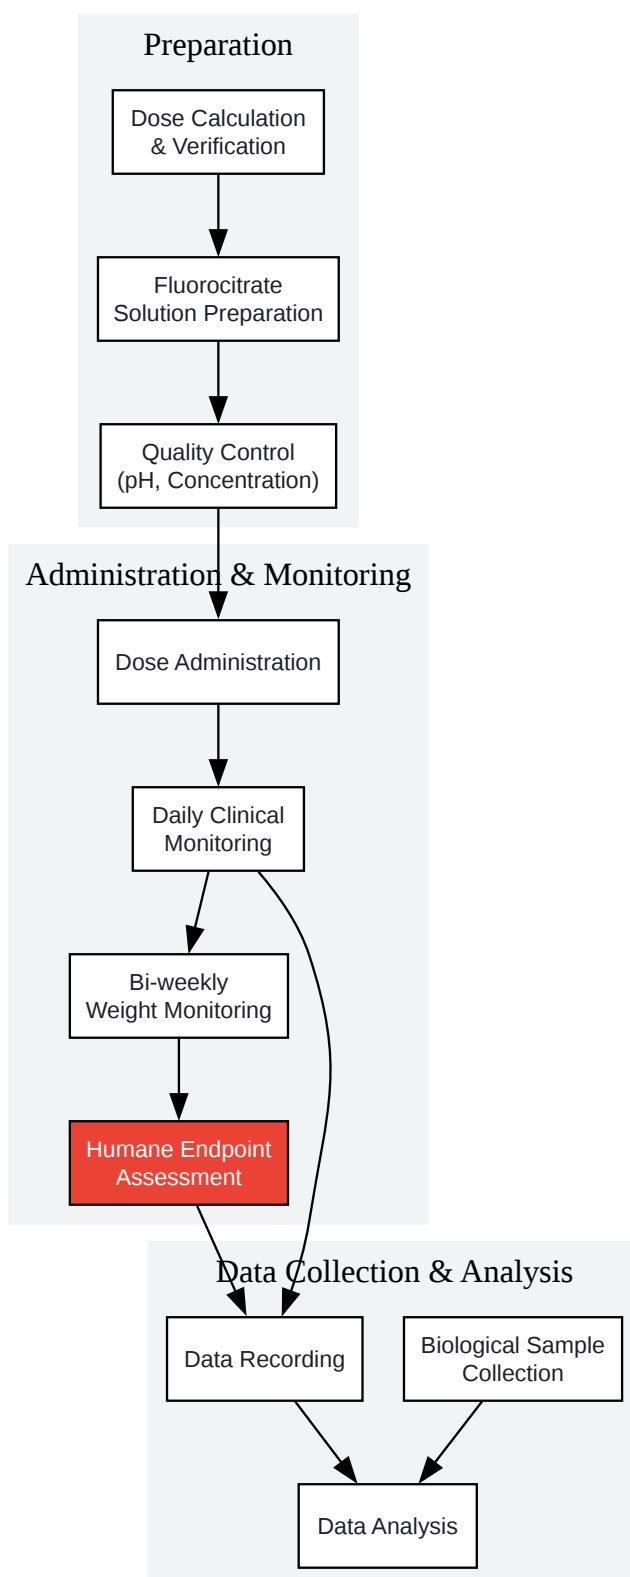 Preparation
Dose Calculation
& Verification
Fluorocitrate
Solution Preparation
Quality Control
(pH, Concentration)
Administration & Monitoring
Dose Administration
Daily Clinical
Monitoring
Bi-weekly
Weight Monitoring
Humane Endpoint
Assessment
Data Collection & Analysis
Data Recording
Biological Sample
Collection
Data Analysis